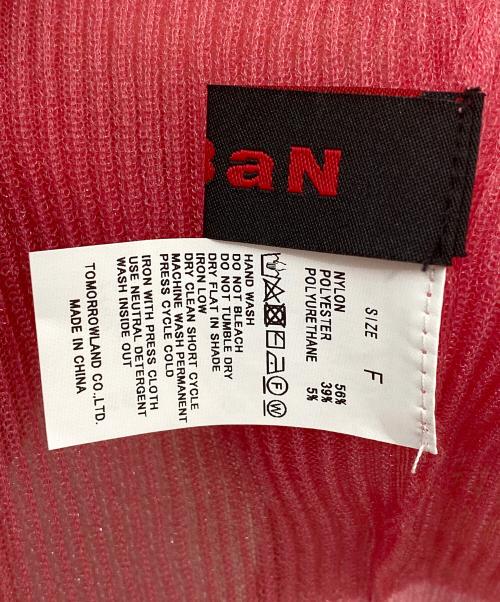 BaN
SIZE F
NYLON 56%
POLYESTER 39%
POLYURETHANE 5%
HAND WASH
DO NOT BLEACH
DO NOT TUMBLE DRY
DRY FLAT IN SHADE
IRON LOW
DRY CLEAN SHORT CYCLE
MACHINE WASH PERMANENT
PRESS CYCLE COLD
IRON WITH PRESS CLOTH
USE NEUTRAL DETERGENT
WASH INSIDE OUT
TOMORROWLAND CO.,LTD.
MADE IN CHINA